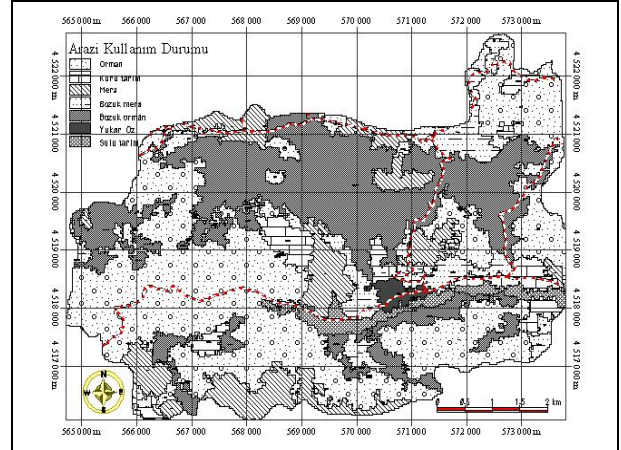 565 000m 566 000 567 000 568 000 569 000 570 000 571 000 572 000 573 000
Arazi Kullanım Durumu
Orman
Kuru tarım
Mera
Bozuk mera
Bozuk orman
Yukarı Öz
Sulu tarım
4 522 000 m
4 521 000
4 520 000
4 519 000
4 518 000
4 517 000 m
4 522 000 m
4 521 000
4 520 000
4 519 000
4 518 000
4 517 000 m
N
W E
S
0 0,5 1 1,5 2 km
565 000m 566 000 567 000 568 000 569 000 570 000 571 000 572 000 573 000